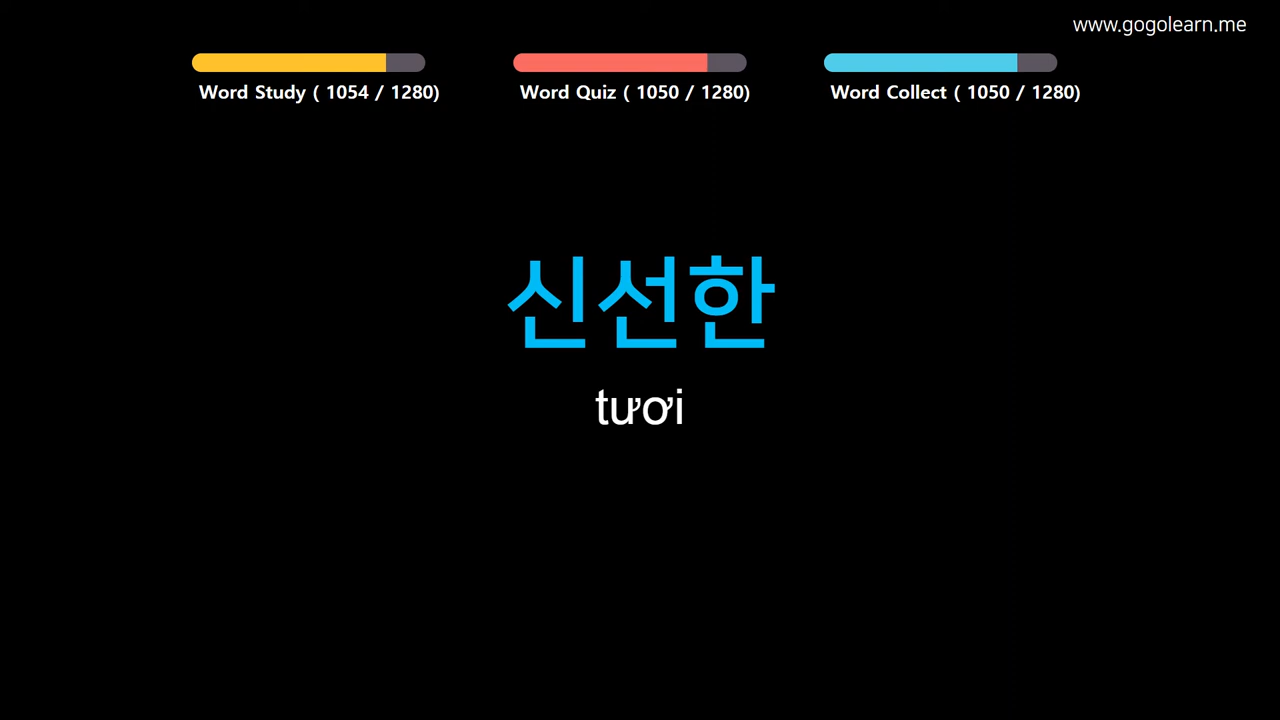 www.gogolearn.me
Word Study ( 1054 / 1280)
Word Quiz ( 1050 / 1280)
Word Collect ( 1050 / 1280)
신선한
tươi